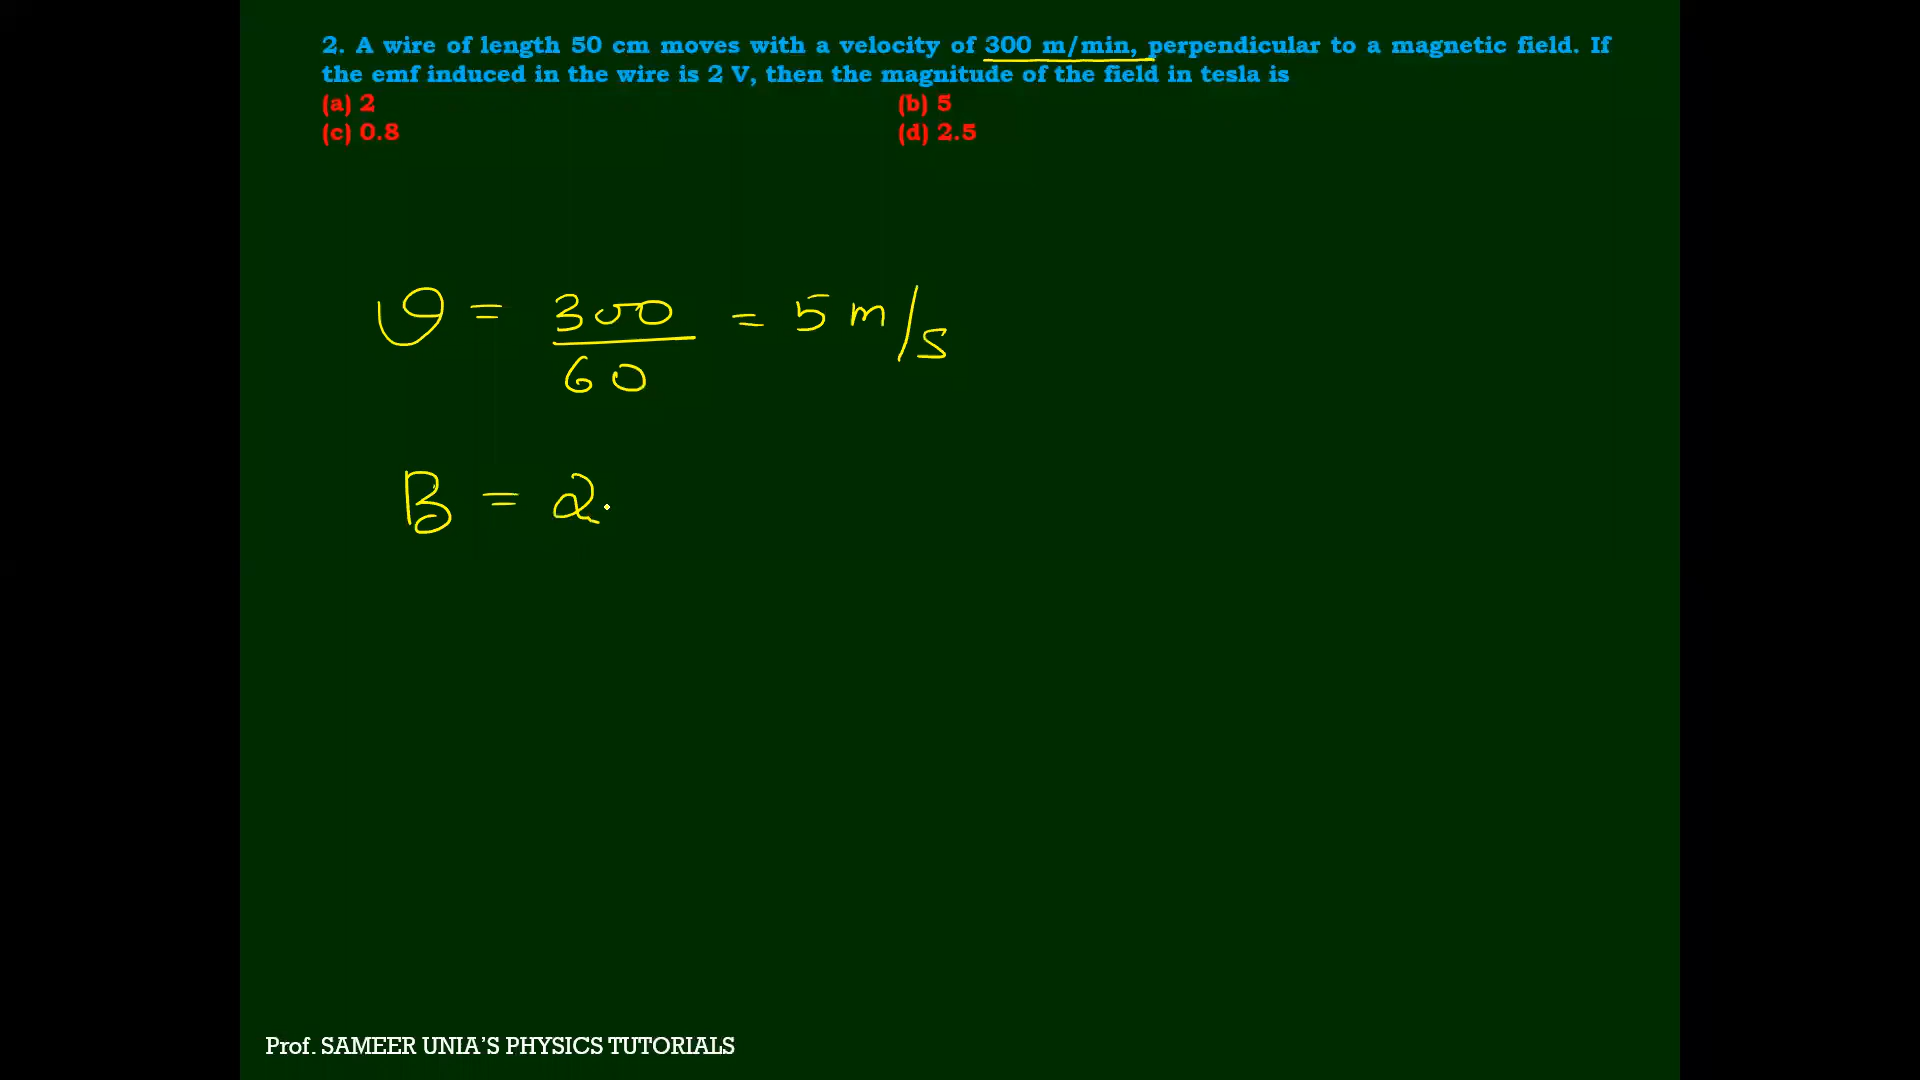 2. A wire of length 50 cm moves with a velocity of 300 m/min, perpendicular to a magnetic field. If
the emf induced in the wire is 2 V, then the magnitude of the field in tesla is
(a) 2 (b) 5
(c) 0.8 (d) 2.5
v = 300/60 = 5 m/s
B = 2
Prof. SAMEER UNIA’S PHYSICS TUTORIALS